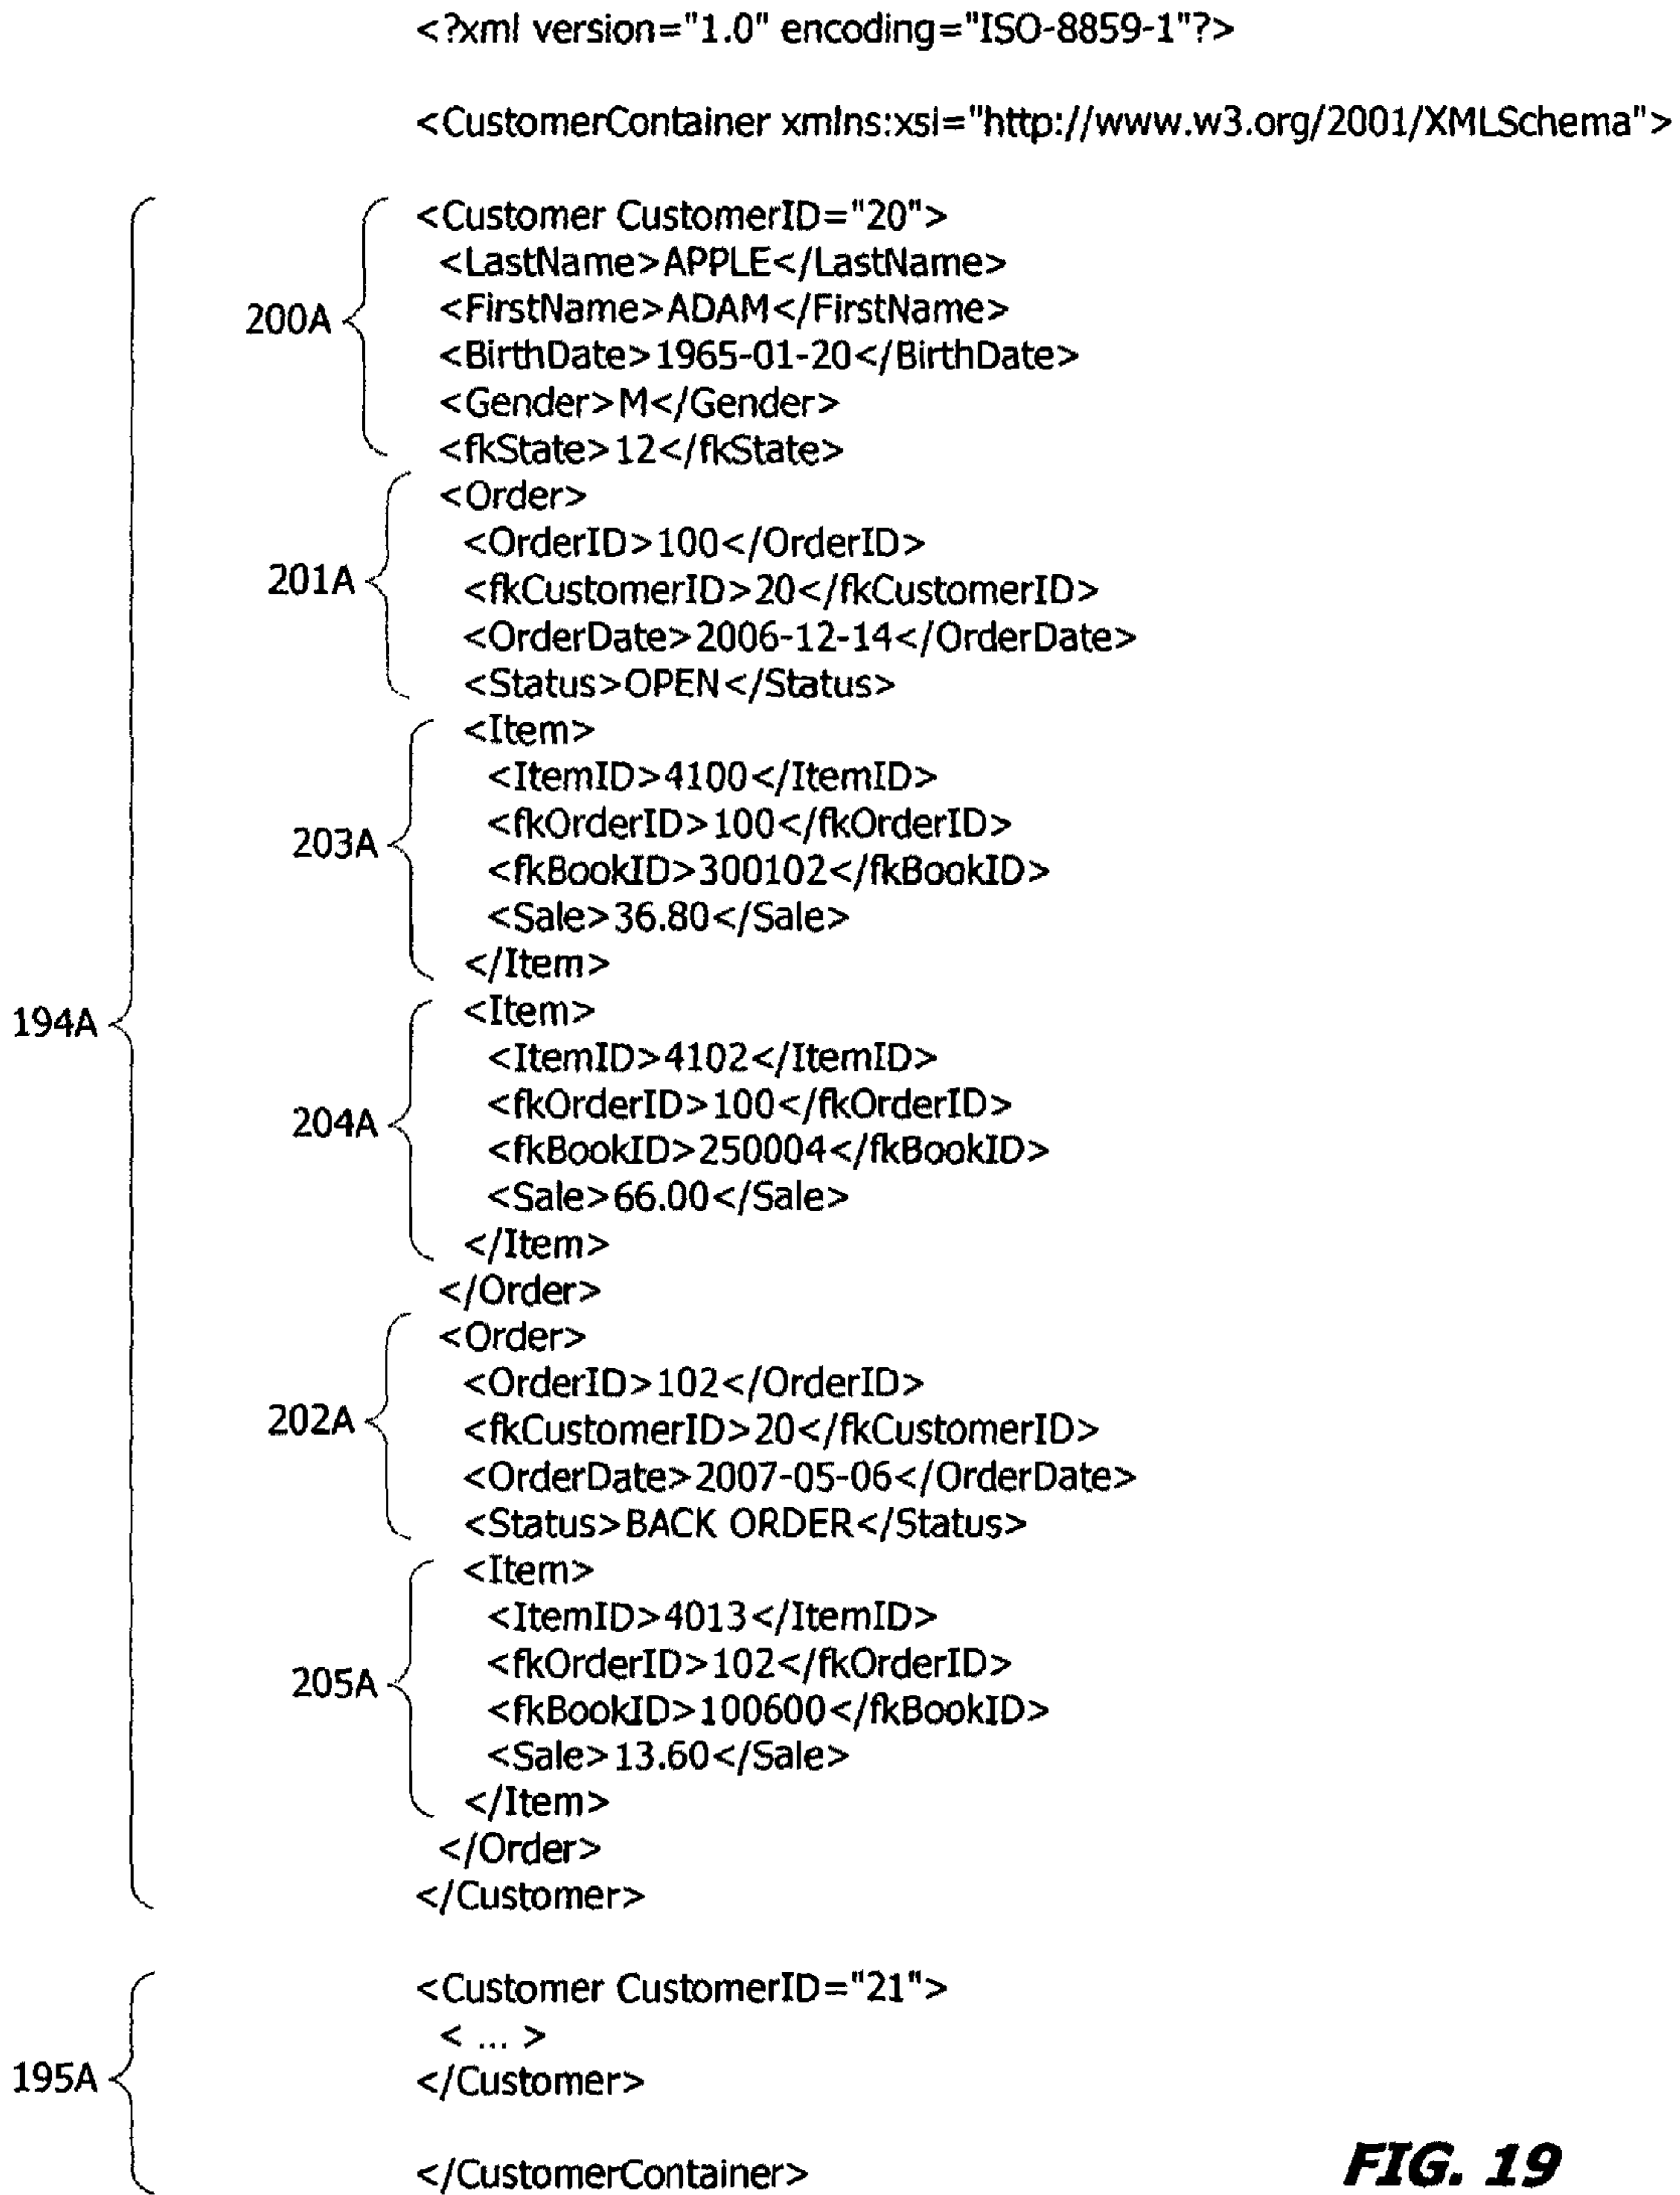 <?xml version="1.0" encoding="ISO-8859-1"?>
<CustomerContainer xmlns:xsi="http://www.w3.org/2001/XMLSchema">
<Customer CustomerID="20">
<LastName>APPLE</LastName>
200A
<FirstName>ADAM</FirstName>
<BirthDate>1965-01-20</BirthDate>
<Gender>M</Gender>
<fkState>12</fkState>
<Order>
<OrderID>100</OrderID>
201A
<fkCustomerID>20</fkCustomerID>
<OrderDate>2006-12-14</OrderDate>
<Status>OPEN</Status>
<Item>
<ItemID>4100</ItemID>
<fkOrderID>100</fkOrderID>
203A
<fkBookID>300102</fkBookID>
<Sale>36.80</Sale>
</Item>
194A
<Item>
<ItemID>4102</ItemID>
<fkOrderID>100</fkOrderID>
204A
<fkBookID>250004</fkBookID>
<Sale>66.00</Sale>
</Item>
</Order>
<Order>
<OrderID>102</OrderID>
202A
<fkCustomerID>20</fkCustomerID>
<OrderDate>2007-05-06</OrderDate>
<Status>BACK ORDER</Status>
<Item>
<ItemID>4013</ItemID>
<fkOrderID>102</fkOrderID>
205A
<fkBookID>100600</fkBookID>
<Sale>13.60</Sale>
</Item>
</Order>
</Customer>
<Customer CustomerID="21">
< ... >
195A
</Customer>
</CustomerContainer>
FIG. 19